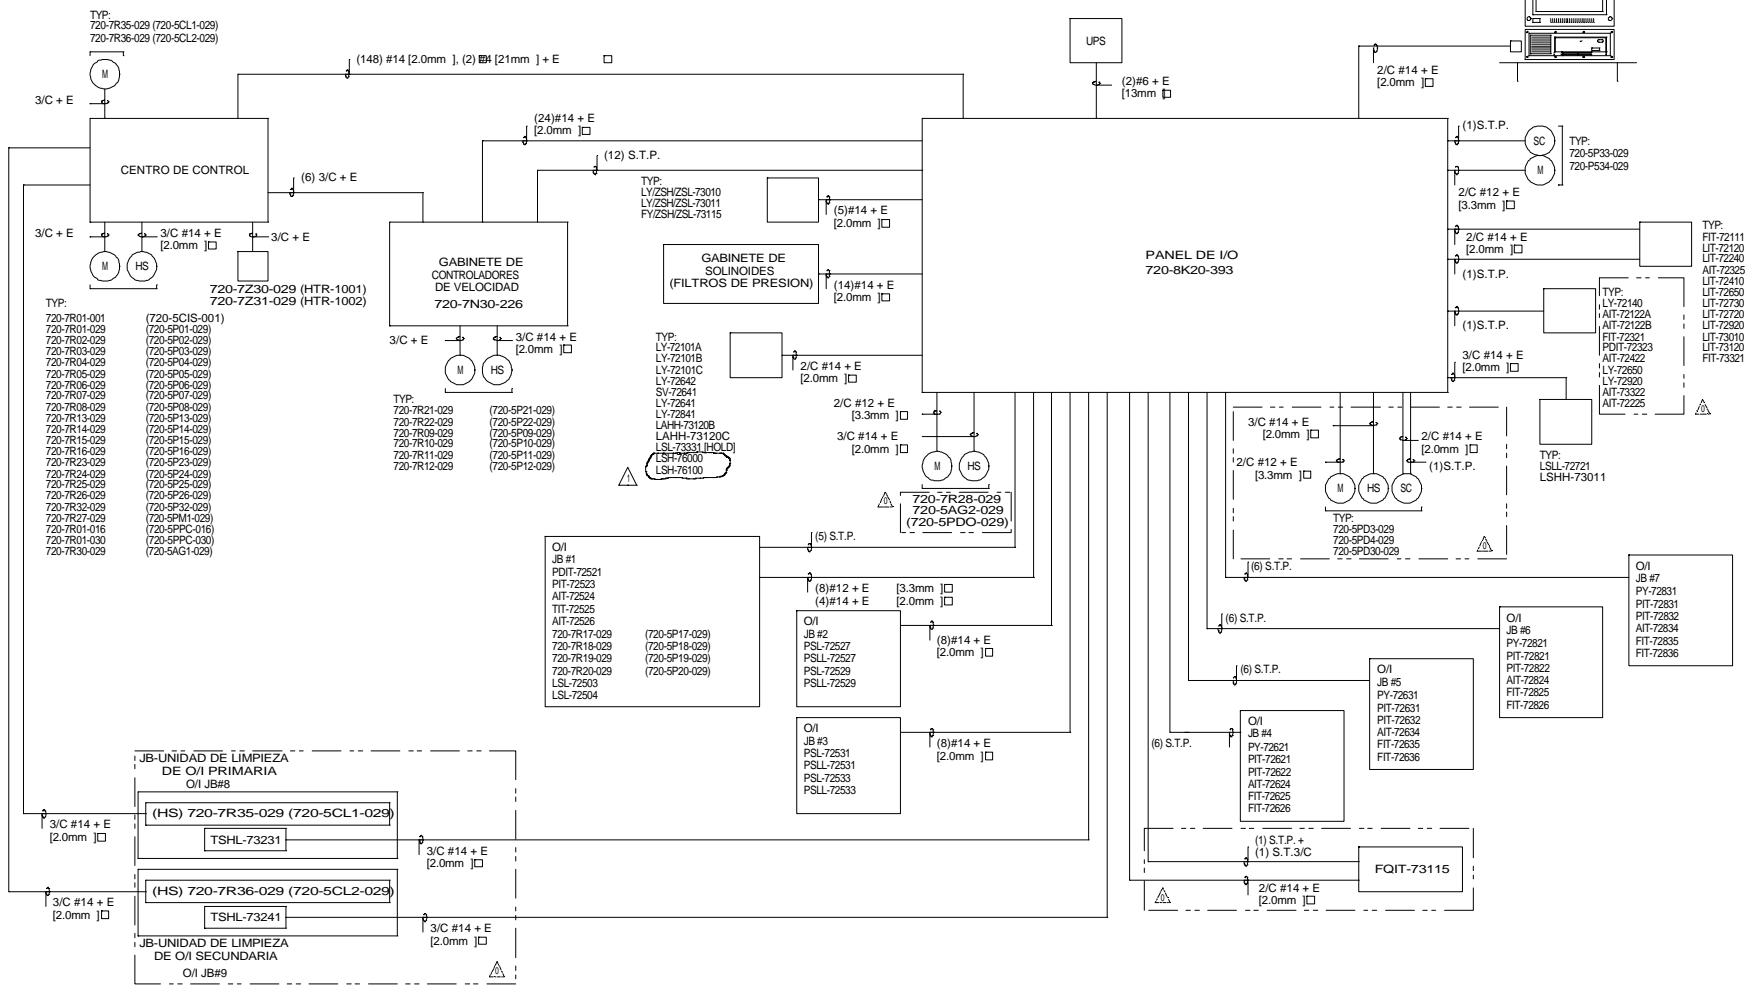 TYP:
720-7R35-029 (720-5CL1-029)
720-7R36-029 (720-5CL2-029)
M
3/C + E
(148) #14 [2.0mm ], (2) #4 [21mm ] + E
UPS
(2)#6 + E
[13mm ]
2/C #14 + E
[2.0mm ]
CENTRO DE CONTROL
(6) 3/C + E
3/C + E
3/C #14 + E
[2.0mm ]
3/C + E
M
HS
720-7Z30-029 (HTR-1001)
720-7Z31-029 (HTR-1002)
TYP:
720-7R01-001 (720-5CIS-001)
720-7R01-029 (720-5P01-029)
720-7R02-029 (720-5P02-029)
720-7R03-029 (720-5P03-029)
720-7R04-029 (720-5P04-029)
720-7R05-029 (720-5P05-029)
720-7R06-029 (720-5P06-029)
720-7R07-029 (720-5P07-029)
720-7R08-029 (720-5P08-029)
720-7R13-029 (720-5P13-029)
720-7R14-029 (720-5P14-029)
720-7R15-029 (720-5P15-029)
720-7R16-029 (720-5P16-029)
720-7R23-029 (720-5P23-029)
720-7R24-029 (720-5P24-029)
720-7R25-029 (720-5P25-029)
720-7R26-029 (720-5P26-029)
720-7R32-029 (720-5P32-029)
720-7R27-029 (720-5PM1-029)
720-7R01-016 (720-5PPC-016)
720-7R01-030 (720-5PPC-030)
720-7R30-029 (720-5AG1-029)
(24)#14 + E
[2.0mm ]
(12) S.T.P.
GABINETE DE
CONTROLADORES
DE VELOCIDAD
720-7N30-226
3/C + E
3/C #14 + E
[2.0mm ]
M
HS
TYP:
720-7R21-029 (720-5P21-029)
720-7R22-029 (720-5P22-029)
720-7R09-029 (720-5P09-029)
720-7R10-029 (720-5P10-029)
720-7R11-029 (720-5P11-029)
720-7R12-029 (720-5P12-029)
TYP:
LY/ZSH/ZSL-73010
LY/ZSH/ZSL-73011
FY/ZSH/ZSL-73115
(5)#14 + E
[2.0mm ]
GABINETE DE
SOLINOIDES
(FILTROS DE PRESION)
(14)#14 + E
[2.0mm ]
TYP:
LY-72101A
LY-72101B
LY-72101C
LY-72642
SV-72641
LY-72641
LY-72841
LAHH-73120B
LAHH-73120C
LSL-73331 [HOLD]
LSH-76000
LSH-76100
1
2/C #14 + E
[2.0mm ]
PANEL DE I/O
720-8K20-393
2/C #12 + E
[3.3mm ]
3/C #14 + E
[2.0mm ]
M
HS
0
720-7R28-029
720-5AG2-029
(720-5PDO-029)
(1)S.T.P.
SC
M
TYP:
720-5P33-029
720-P534-029
2/C #12 + E
[3.3mm ]
2/C #14 + E
[2.0mm ]
(1)S.T.P.
TYP:
FIT-72111
LIT-72120
LIT-72240
AIT-72325
LIT-72410
LIT-72650
LIT-72730
LIT-72720
LIT-72920
LIT-73010
LIT-73120
FIT-73321
(1)S.T.P.
TYP:
LY-72140
AIT-72122A
AIT-72122B
FIT-72321
PDIT-72323
AIT-72422
LY-72650
LY-72920
AIT-73322
AIT-72225
0
3/C #14 + E
[2.0mm ]
TYP:
LSLL-72721
LSHH-73011
3/C #14 + E
[2.0mm ]
2/C #14 + E
[2.0mm ]
2/C #12 + E
[3.3mm ]
(1)S.T.P.
M
HS
SC
TYP:
720-5PD3-029
720-5PD4-029
720-5PD30-029
0
O/I
JB #1
PDIT-72521
PIT-72523
AIT-72524
TIT-72525
AIT-72526
720-7R17-029 (720-5P17-029)
720-7R18-029 (720-5P18-029)
720-7R19-029 (720-5P19-029)
720-7R20-029 (720-5P20-029)
LSL-72503
LSL-72504
(5) S.T.P.
(8)#12 + E [3.3mm ]
(4)#14 + E [2.0mm ]
O/I
JB #2
PSL-72527
PSLL-72527
PSL-72529
PSLL-72529
(8)#14 + E
[2.0mm ]
O/I
JB #3
PSL-72531
PSLL-72531
PSL-72533
PSLL-72533
(8)#14 + E
[2.0mm ]
(6) S.T.P.
O/I
JB #7
PY-72831
PIT-72831
PIT-72832
AIT-72834
FIT-72835
FIT-72836
(6) S.T.P.
O/I
JB #6
PY-72821
PIT-72821
PIT-72822
AIT-72824
FIT-72825
FIT-72826
(6) S.T.P.
O/I
JB #5
PY-72631
PIT-72631
PIT-72632
AIT-72634
FIT-72635
FIT-72636
(6) S.T.P.
O/I
JB #4
PY-72621
PIT-72621
PIT-72622
AIT-72624
FIT-72625
FIT-72626
(1) S.T.P. +
(1) S.T.3/C
FQIT-73115
2/C #14 + E
[2.0mm ]
0
JB-UNIDAD DE LIMPIEZA
DE O/I PRIMARIA
O/I JB#8
(HS) 720-7R35-029 (720-5CL1-029)
TSHL-73231
3/C #14 + E
[2.0mm ]
3/C #14 + E
[2.0mm ]
(HS) 720-7R36-029 (720-5CL2-029)
TSHL-73241
3/C #14 + E
[2.0mm ]
3/C #14 + E
[2.0mm ]
JB-UNIDAD DE LIMPIEZA
DE O/I SECUNDARIA
O/I JB#9
0